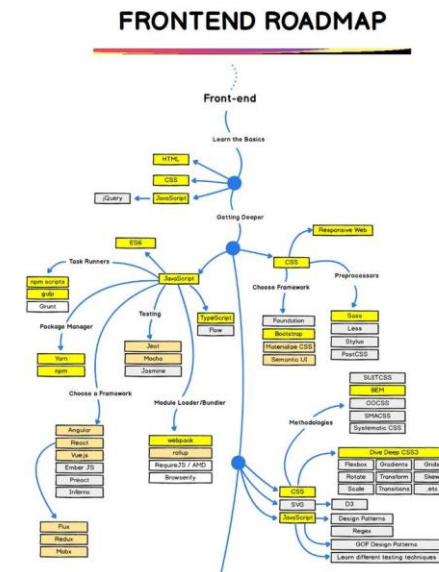 FRONTEND ROADMAP
Front-end
Learn the Basics
HTML
CSS
jQuery
JavaScript
Getting Deeper
ES6
Responsive Web
Task Runners
CSS
npm scripts
gulp
Grunt
JavaScript
Choose Framework
Preprocessors
Package Manager
Testing
TypeScript
Flow
Foundation
Bootstrap
Materialize CSS
Semantic UI
Sass
Less
Stylus
PostCSS
Yarn
npm
Jest
Mocha
Jasmine
Choose a Framework
Module Loader/Bundler
SUITCSS
BEM
OOCSS
SMACSS
Systematic CSS
Methodologies
Angular
React
Vue.js
Ember JS
Preact
Inferno
webpack
rollup
RequireJS / AMD
Browserify
Dive Deep CSS3
Flexbox Gradients Grids
Rotate Transform Skew
Scale Transitions .etc
CSS
SVG
JavaScript
D3
Design Patterns
Regex
GOF Design Patterns
Learn different testing techniques
Flux
Redux
Mobx